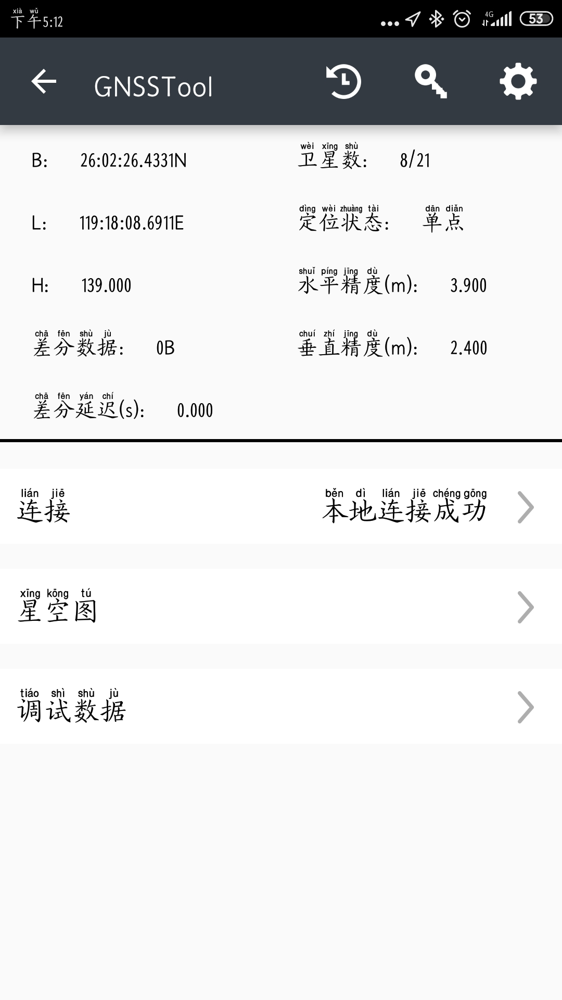 xià wǔ
下午5:12
4G
53
GNSSTool
B: 26:02:26.4331N
wèi xīng shù
卫星数: 8/21
L: 119:18:08.6911E
dìng wèi zhuàng tài dān diǎn
定位状态: 单点
H: 139.000
shuǐ píng jīng dù
水平精度(m): 3.900
chā fēn shù jù
差分数据: 0B
chuí zhí jīng dù
垂直精度(m): 2.400
chā fēn yán chí
差分延迟(s): 0.000
lián jiē
连接
běn dì lián jiē chéng gōng
本地连接成功
xīng kōng tú
星空图
tiáo shì shù jù
调试数据